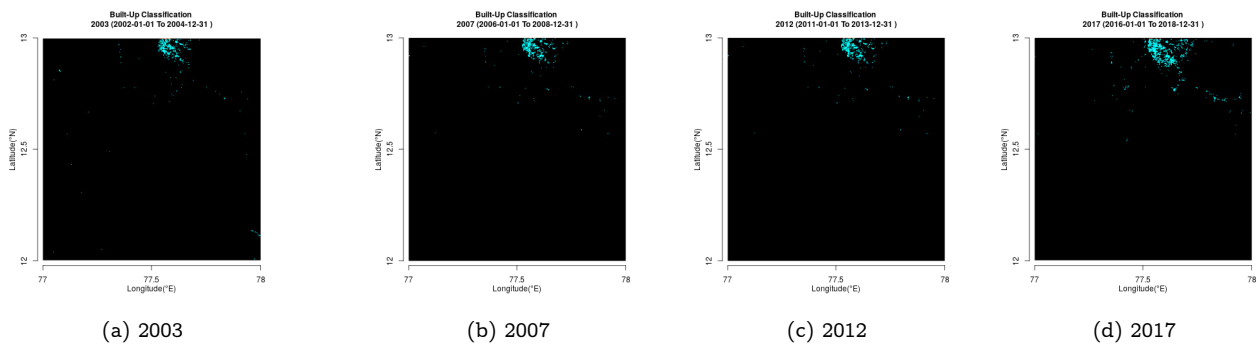 Built-Up Classification
2003 (2002-01-01 To 2004-12-31 )
13
12.5
12
Latitude(°N)
77
77.5
78
Longitude(°E)
(a) 2003
Built-Up Classification
2007 (2006-01-01 To 2008-12-31 )
13
12.5
12
Latitude(°N)
77
77.5
78
Longitude(°E)
(b) 2007
Built-Up Classification
2012 (2011-01-01 To 2013-12-31 )
13
12.5
12
Latitude(°N)
77
77.5
78
Longitude(°E)
(c) 2012
Built-Up Classification
2017 (2016-01-01 To 2018-12-31 )
13
12.5
12
Latitude(°N)
77
77.5
78
Longitude(°E)
(d) 2017